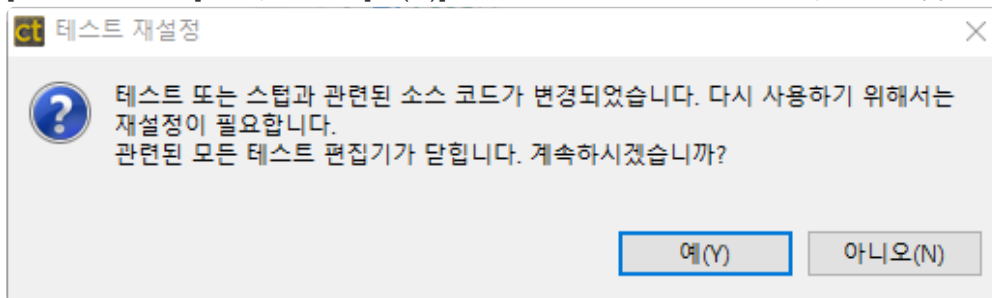 ct 테스트 재설정
테스트 또는 스텁과 관련된 소스 코드가 변경되었습니다. 다시 사용하기 위해서는
재설정이 필요합니다.
관련된 모든 테스트 편집기가 닫힙니다. 계속하시겠습니까?
예(Y) 아니오(N)